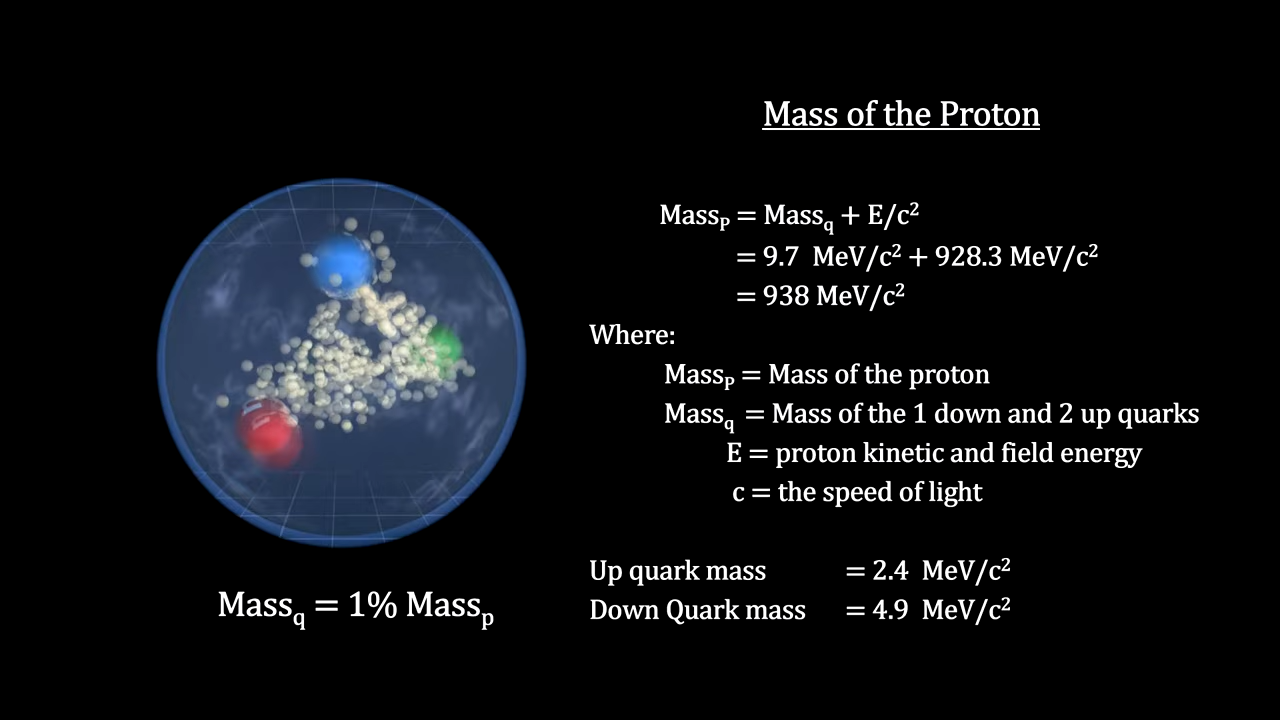 Mass of the Proton
Massₚ = Mass_q + E/c²
= 9.7 MeV/c² + 928.3 MeV/c²
= 938 MeV/c²
Where:
Massₚ = Mass of the proton
Mass_q = Mass of the 1 down and 2 up quarks
E = proton kinetic and field energy
c = the speed of light
Up quark mass = 2.4 MeV/c²
Down Quark mass = 4.9 MeV/c²
Mass_q = 1% Massₚ